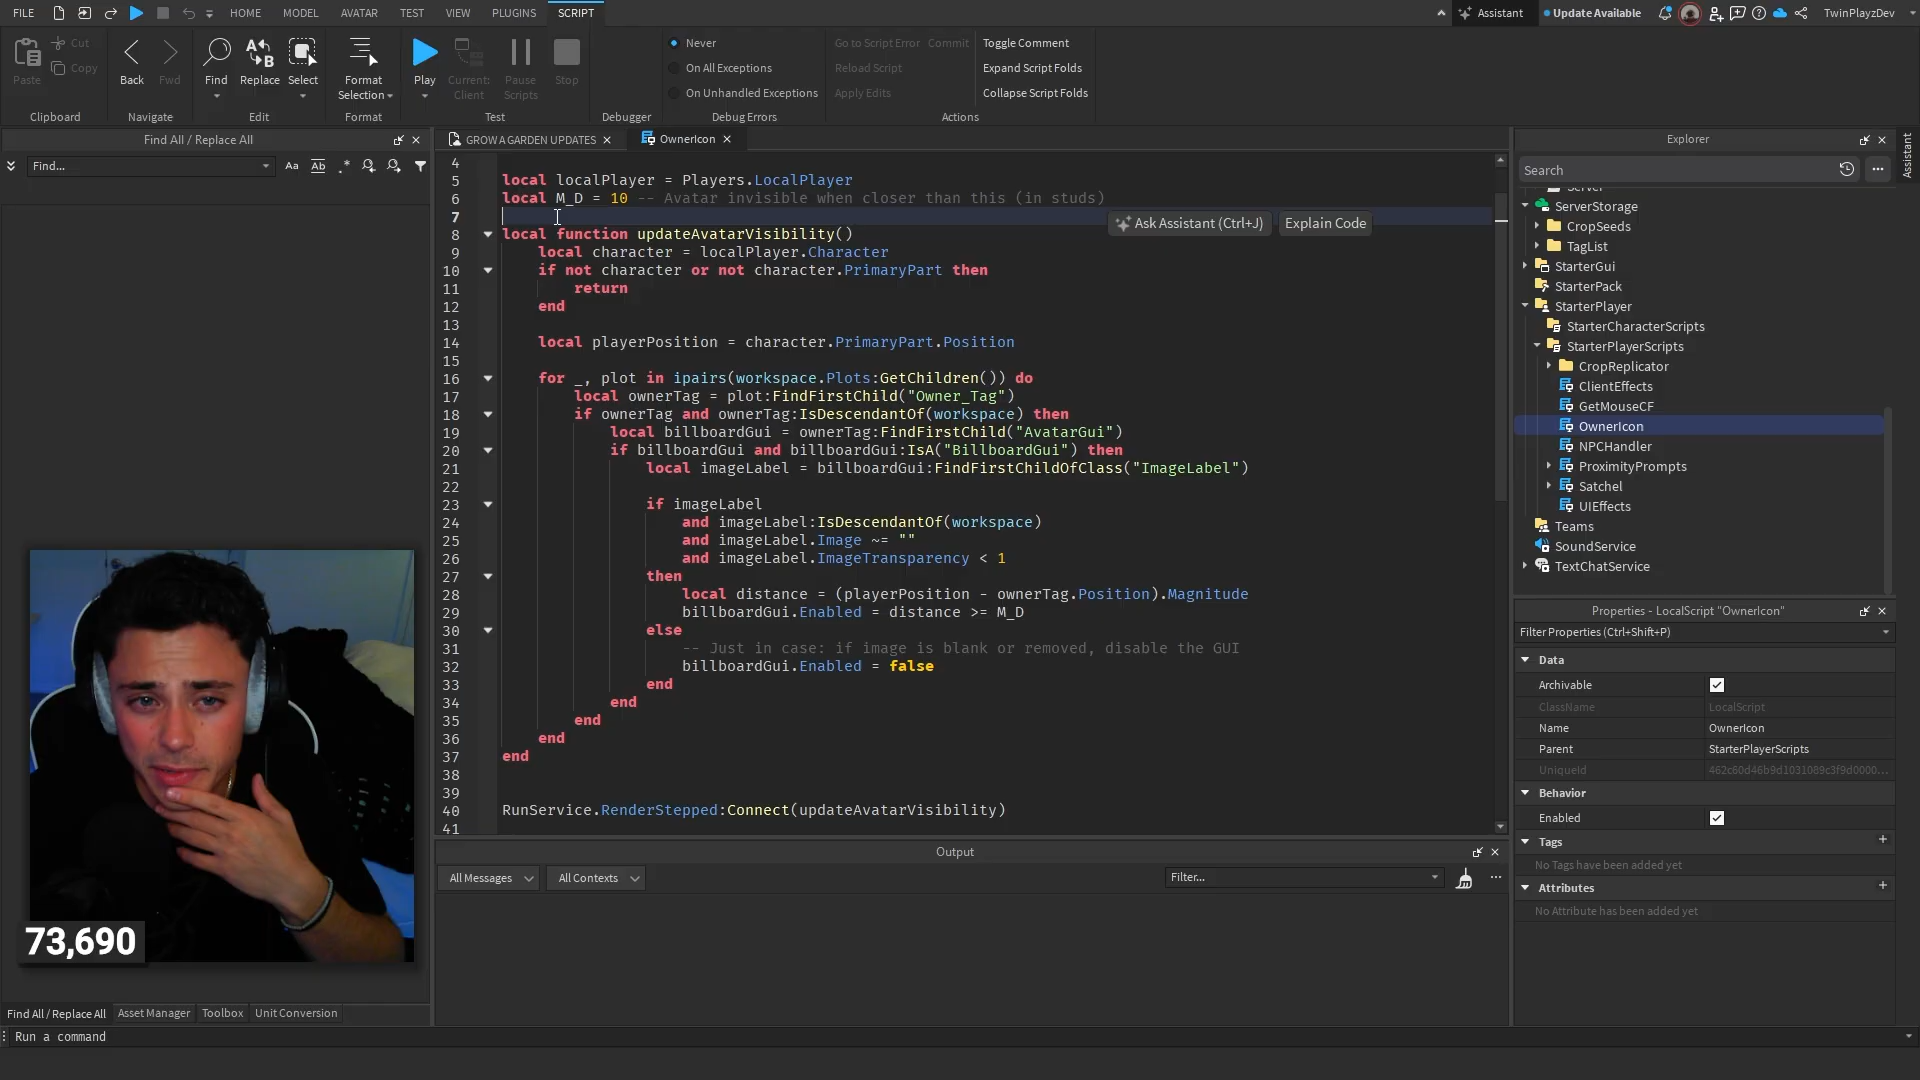 FILE HOME MODEL AVATAR TEST VIEW PLUGINS SCRIPT Assistant Update Available TwinPlayzDev
Paste Cut Copy Back Fwd Find Replace Select Format Selection Play Current: Client Pause Scripts Stop
Never
On All Exceptions
On Unhandled Exceptions
Go to Script Error Commit
Reload Script
Apply Edits
Toggle Comment
Expand Script Folds
Collapse Script Folds
Clipboard Navigate Edit Format Test Debugger Debug Errors Actions
Find All / Replace All
Find...
Aa Ab .*
GROW A GARDEN UPDATES OwnerIcon
4
5 local localPlayer = Players.LocalPlayer
6 local M_D = 10 -- Avatar invisible when closer than this (in studs)
7
Ask Assistant (Ctrl+J) Explain Code
8 local function updateAvatarVisibility()
9 local character = localPlayer.Character
10 if not character or not character.PrimaryPart then
11 return
12 end
13
14 local playerPosition = character.PrimaryPart.Position
15
16 for _, plot in ipairs(workspace.Plots:GetChildren()) do
17 local ownerTag = plot:FindFirstChild("Owner_Tag")
18 if ownerTag and ownerTag:IsDescendantOf(workspace) then
19 local billboardGui = ownerTag:FindFirstChild("AvatarGui")
20 if billboardGui and billboardGui:IsA("BillboardGui") then
21 local imageLabel = billboardGui:FindFirstChildOfClass("ImageLabel")
22
23 if imageLabel
24 and imageLabel:IsDescendantOf(workspace)
25 and imageLabel.Image ~= ""
26 and imageLabel.ImageTransparency < 1
27 then
28 local distance = (playerPosition - ownerTag.Position).Magnitude
29 billboardGui.Enabled = distance >= M_D
30 else
31 -- Just in case: if image is blank or removed, disable the GUI
32 billboardGui.Enabled = false
33 end
34 end
35 end
36 end
37 end
38
39
40 RunService.RenderStepped:Connect(updateAvatarVisibility)
41
Output
All Messages All Contexts Filter...
73,690
Find All / Replace All Asset Manager Toolbox Unit Conversion
Run a command
Explorer
Assistant
Search
Server
ServerStorage
CropSeeds
TagList
StarterGui
StarterPack
StarterPlayer
StarterCharacterScripts
StarterPlayerScripts
CropReplicator
ClientEffects
GetMouseCF
OwnerIcon
NPCHandler
ProximityPrompts
Satchel
UIEffects
Teams
SoundService
TextChatService
Properties - LocalScript "OwnerIcon"
Filter Properties (Ctrl+Shift+P)
Data
Archivable
ClassName LocalScript
Name OwnerIcon
Parent StarterPlayerScripts
UniqueId 462c60d46b9d1031089c3f9d0000...
Behavior
Enabled
Tags +
No Tags have been added yet
Attributes +
No Attribute has been added yet